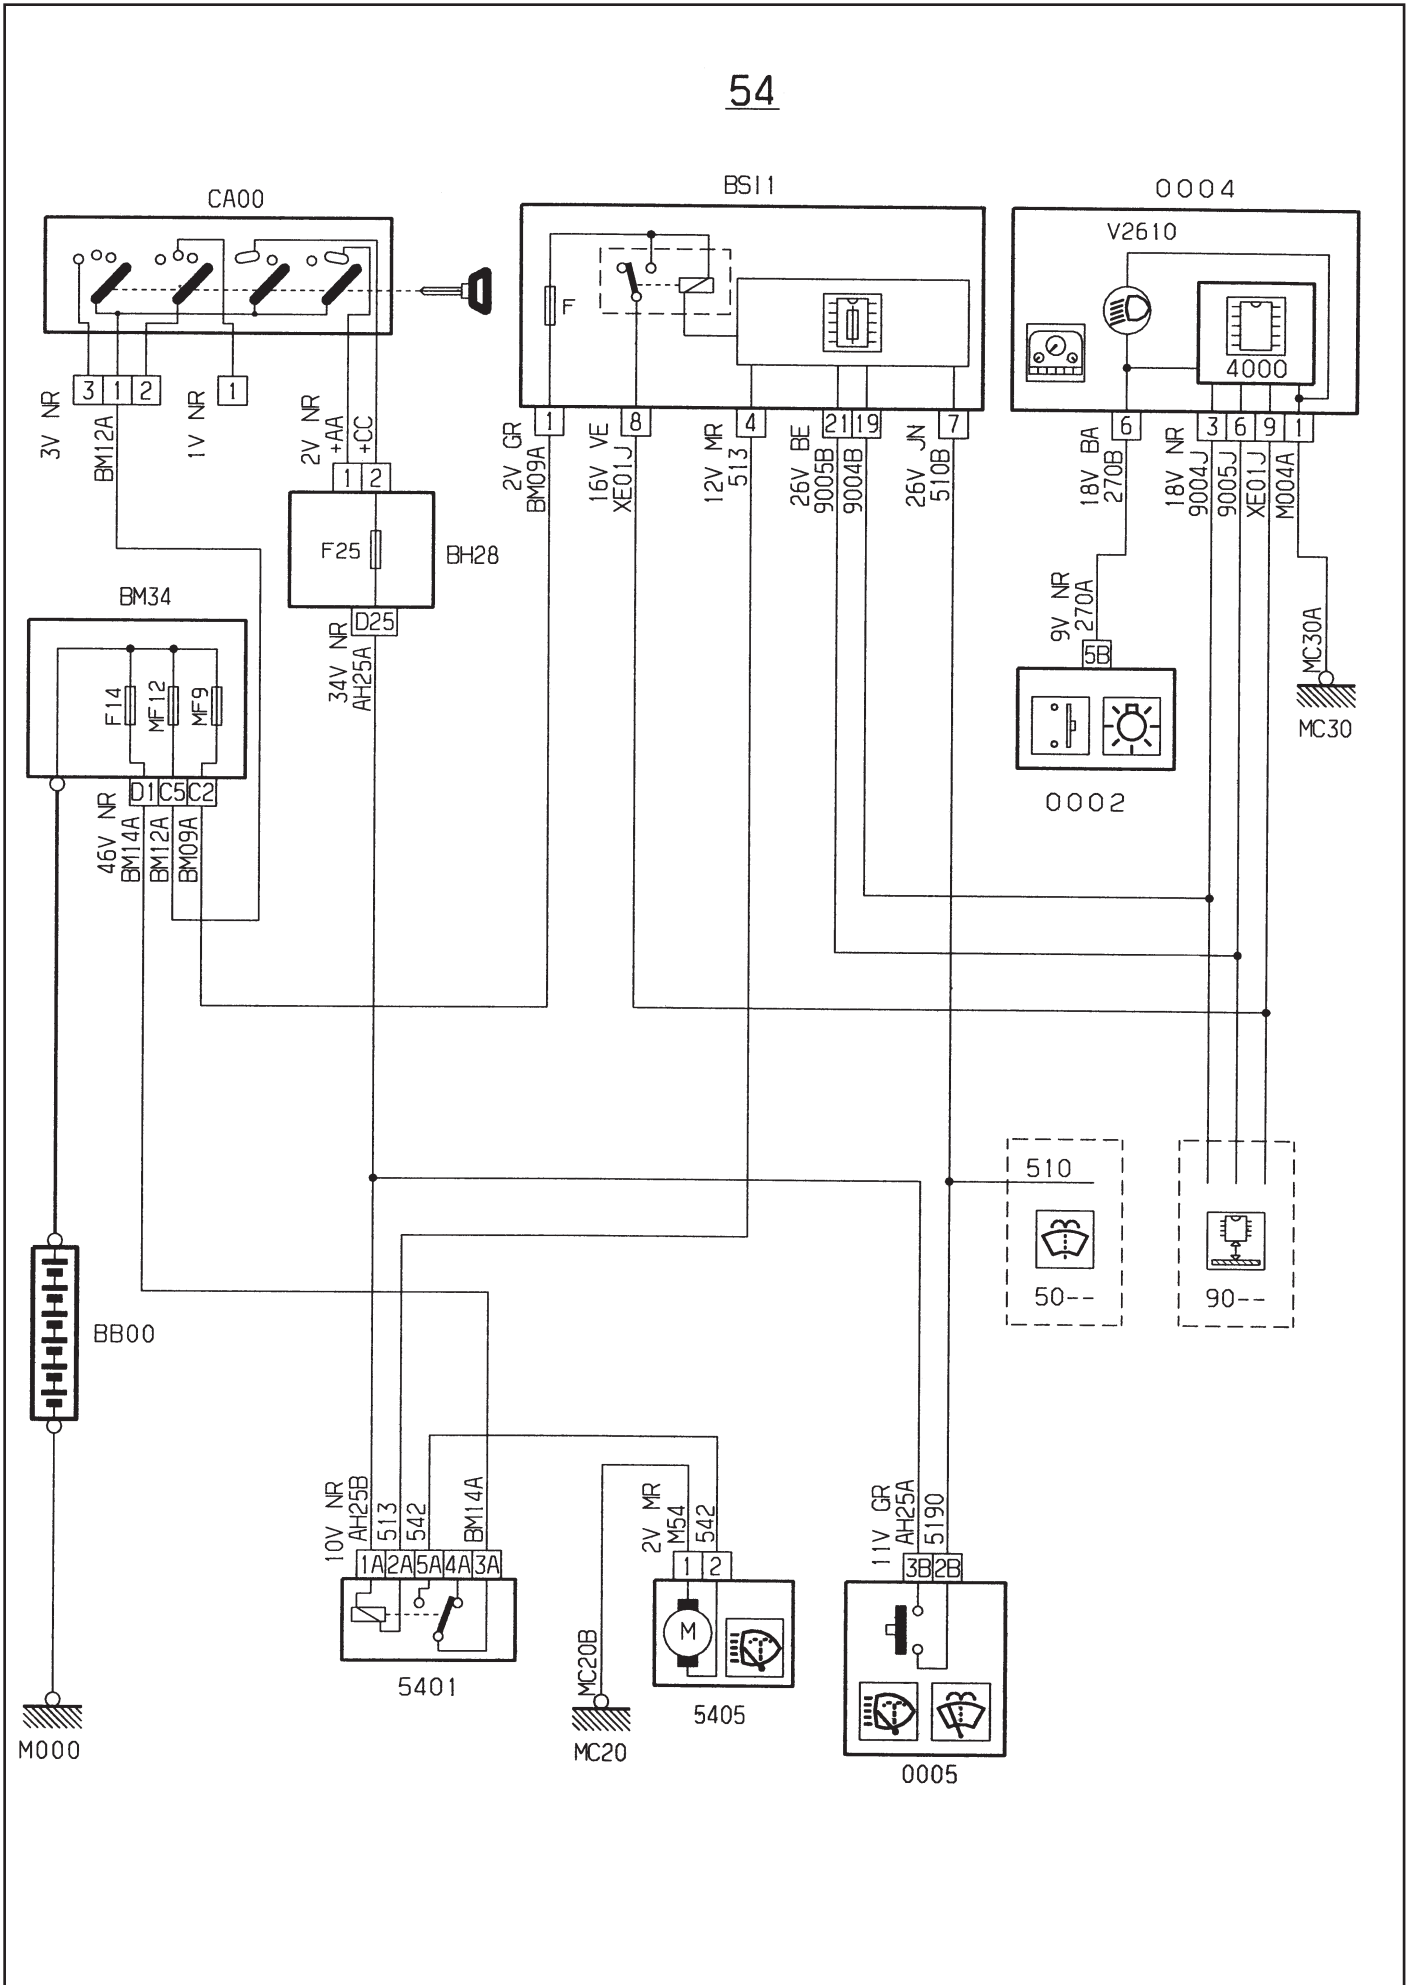 54
CA00
BSI1
0004
V2610
F
4000
3 1 2
1
3V NR
BM12A
1V NR
2V NR
+AA
+CC
1 2
F25
BH28
D25
34V NR
AH25A
1
8
4
21 19
7
2V GR
BM09A
16V VE
XE01J
12V MR
513
26V BE
9005B
9004B
26V JN
510B
6
3 6 9 1
18V BA
270B
18V NR
9004J
9005J
XE01J
M004A
9V NR
270A
5B
0002
MC30A
MC30
BM34
F14
MF12
MF9
D1 C5 C2
46V NR
BM14A
BM12A
BM09A
510
50--
90--
BB00
M000
10V NR
AH25B
513
542
BM14A
1A 2A 5A 4A 3A
5401
2V MR
M54
542
1 2
M
5405
MC20B
MC20
11V GR
AH25A
5190
3B 2B
0005